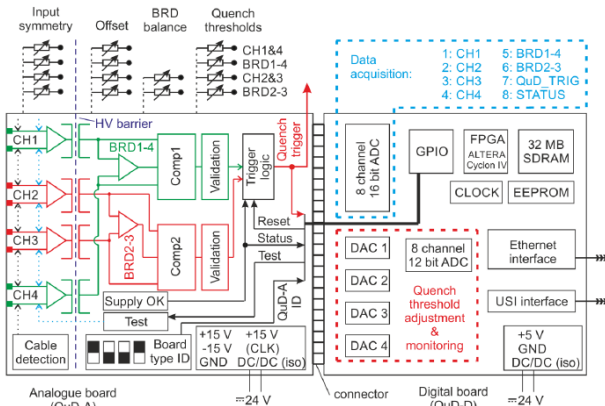 Input
symmetry
Offset
BRD
balance
Quench
thresholds
CH1&4
BRD1-4
CH2&3
BRD2-3
Data
acquisition:
1: CH1
2: CH2
3: CH3
4: CH4
5: BRD1-4
6: BRD2-3
7: QuD_TRIG
8: STATUS
HV barrier
CH1
CH2
CH3
CH4
BRD1-4
BRD2-3
Comp1
Validation
Comp2
Validation
Trigger
logic
Quench
trigger
Reset
Status
Test
QuD-A
ID
Supply OK
Test
Cable
detection
Board
type ID
+15 V
-15 V
GND
+15 V
(CLK)
DC/DC (iso)
=24 V
8 channel
16 bit ADC
GPIO
FPGA
ALTERA
Cyclon IV
32 MB
SDRAM
CLOCK
EEPROM
DAC 1
DAC 2
DAC 3
DAC 4
8 channel
12 bit ADC
Quench
threshold
adjustment
&
monitoring
Ethernet
interface
USI interface
+5 V
GND
DC/DC (iso)
=24 V
connector
Analogue board
(QuD-A)
Digital board
(QuD-D)